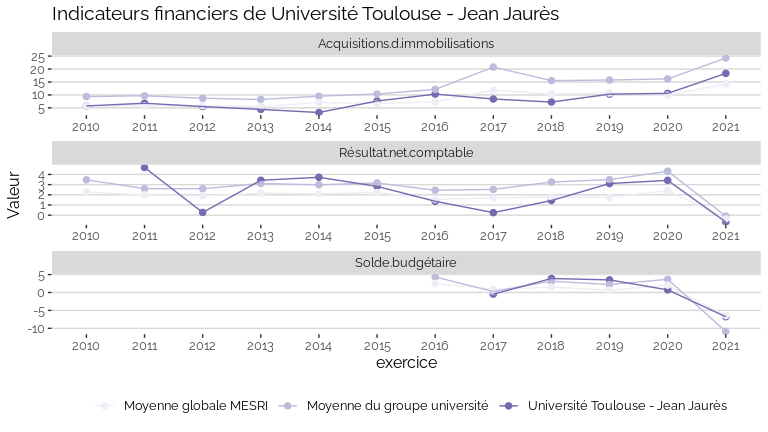 Indicateurs financiers de Université Toulouse - Jean Jaurès
Acquisitions.d.immobilisations
25
20
15
10
5
2010 2011 2012 2013 2014 2015 2016 2017 2018 2019 2020 2021
Résultat.net.comptable
4
3
2
1
0
2010 2011 2012 2013 2014 2015 2016 2017 2018 2019 2020 2021
Valeur
Solde.budgétaire
5
0
-5
-10
2010 2011 2012 2013 2014 2015 2016 2017 2018 2019 2020 2021
exercice
Moyenne globale MESRI Moyenne du groupe université Université Toulouse - Jean Jaurès